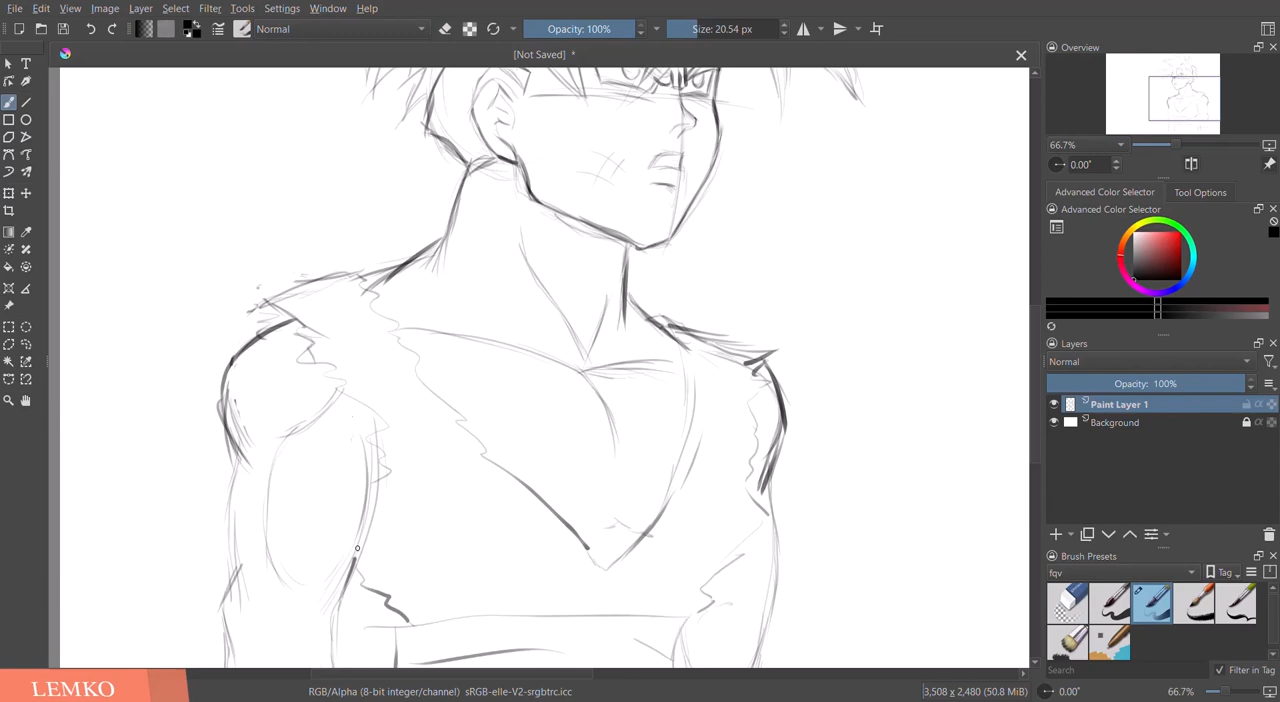 File Edit View Image Layer Select Filter Tools Settings Window Help
Normal
Opacity: 100%
Size: 20.54 px
[Not Saved] *
Overview
66.7%
0.00°
Advanced Color Selector
Tool Options
Advanced Color Selector
Layers
Normal
Opacity: 100%
Paint Layer 1
Background
Brush Presets
fqv
Tag
Search
Filter in Tag
LEMKO
RGB/Alpha (8-bit integer/channel) sRGB-elle-V2-srgbtrc.icc
3,508 x 2,480 (50.8 MiB)
0.00°
66.7%